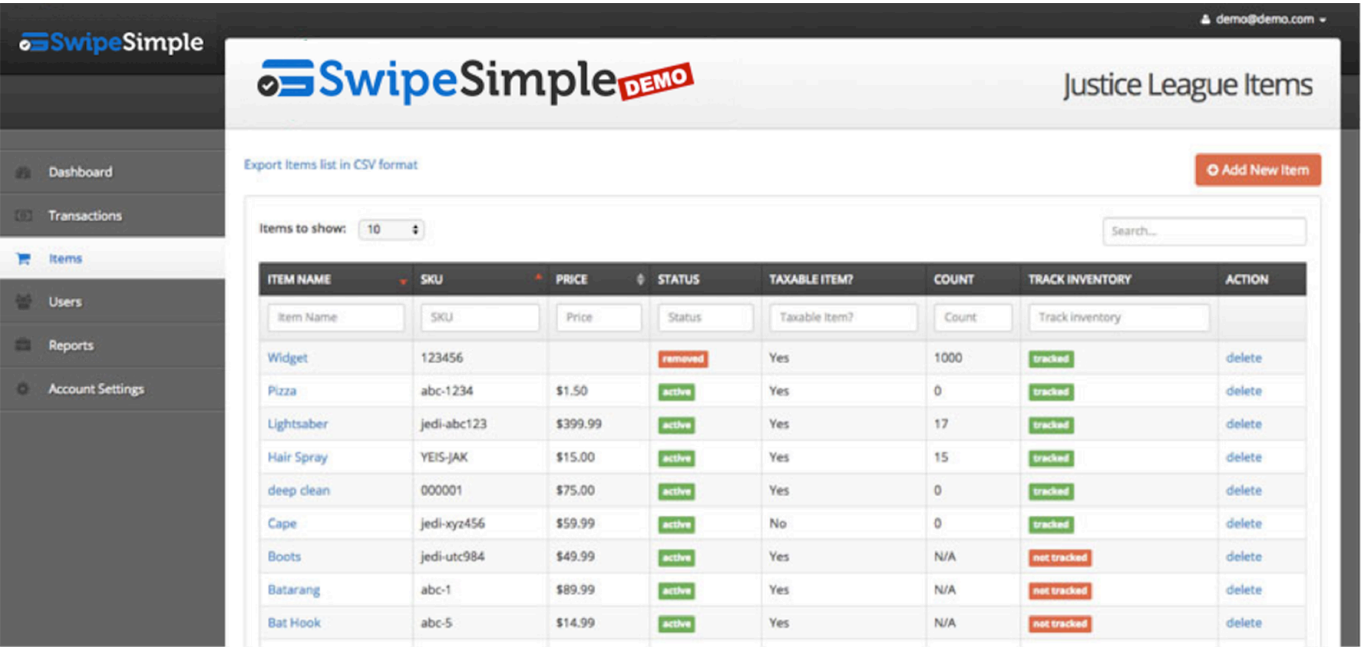 demo@demo.com
SwipeSimple
SwipeSimple DEMO
Justice League Items
Dashboard
Transactions
Items
Users
Reports
Account Settings
Export Items list in CSV format
Add New Item
Items to show: 10
Search...
ITEM NAME SKU PRICE STATUS TAXABLE ITEM? COUNT TRACK INVENTORY ACTION
Item Name SKU Price Status Taxable Item? Count Track inventory
Widget 123456 removed Yes 1000 tracked delete
Pizza abc-1234 $1.50 active Yes 0 tracked delete
Lightsaber jedi-abc123 $399.99 active Yes 17 tracked delete
Hair Spray YEIS-JAK $15.00 active Yes 15 tracked delete
deep clean 000001 $75.00 active Yes 0 tracked delete
Cape jedi-xyz456 $59.99 active No 0 tracked delete
Boots jedi-utc984 $49.99 active Yes N/A not tracked delete
Batarang abc-1 $89.99 active Yes N/A not tracked delete
Bat Hook abc-5 $14.99 active Yes N/A not tracked delete